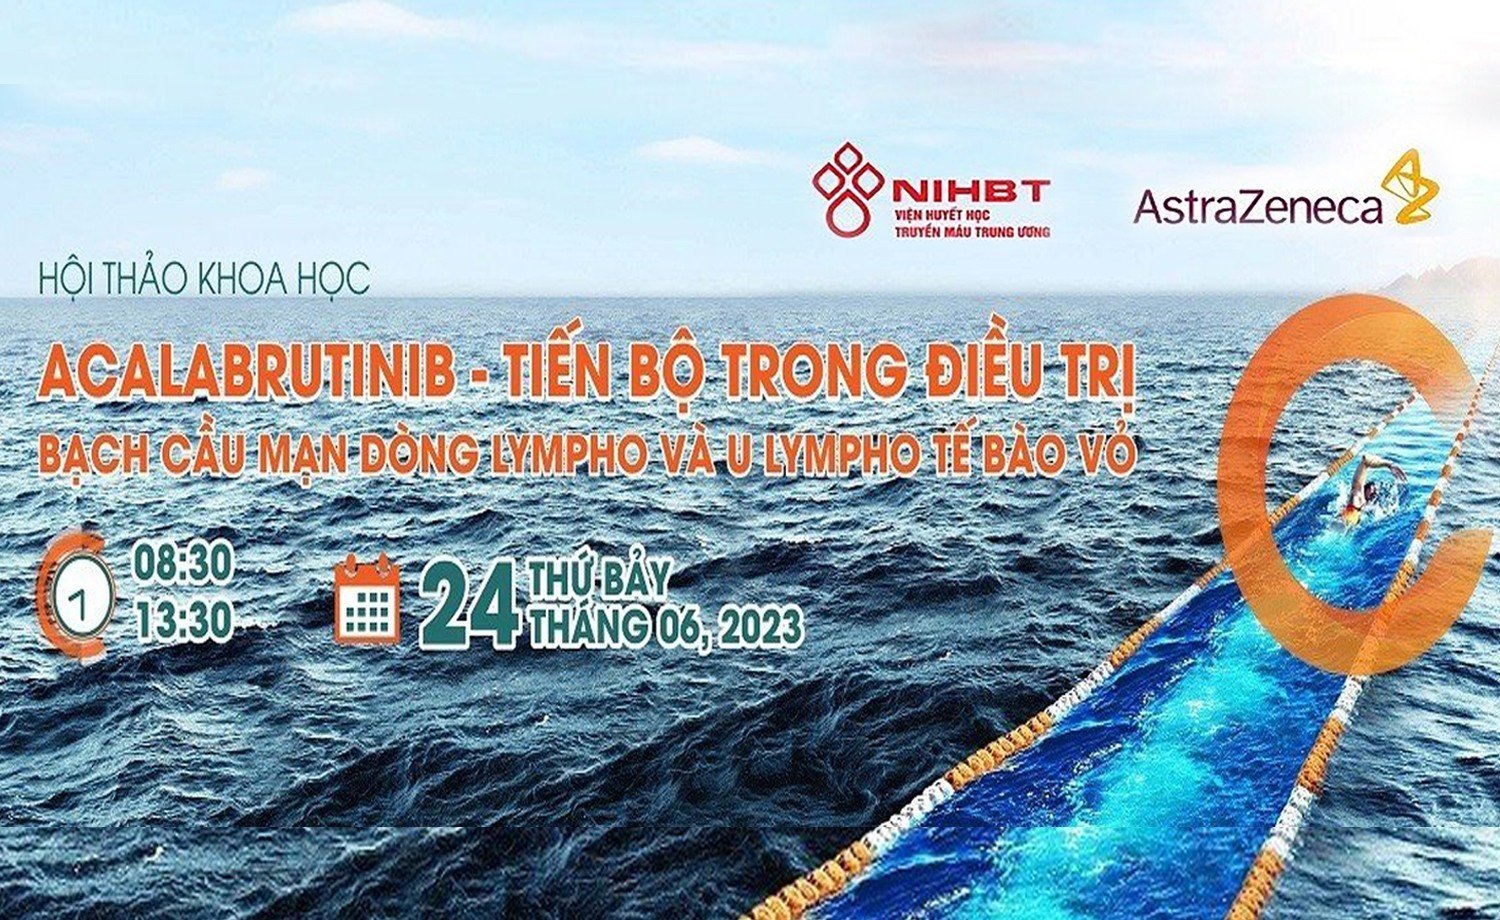 NIHBT
VIỆN HUYẾT HỌC
TRUYỀN MÁU TRUNG ƯƠNG
AstraZeneca
HỘI THẢO KHOA HỌC
ACALABRUTINIB - TIẾN BỘ TRONG ĐIỀU TRỊ
BẠCH CẦU MẠN DÒNG LYMPHO VÀ U LYMPHO TẾ BÀO VỎ
08:30
13:30
24 THỨ BẢY
THÁNG 06, 2023